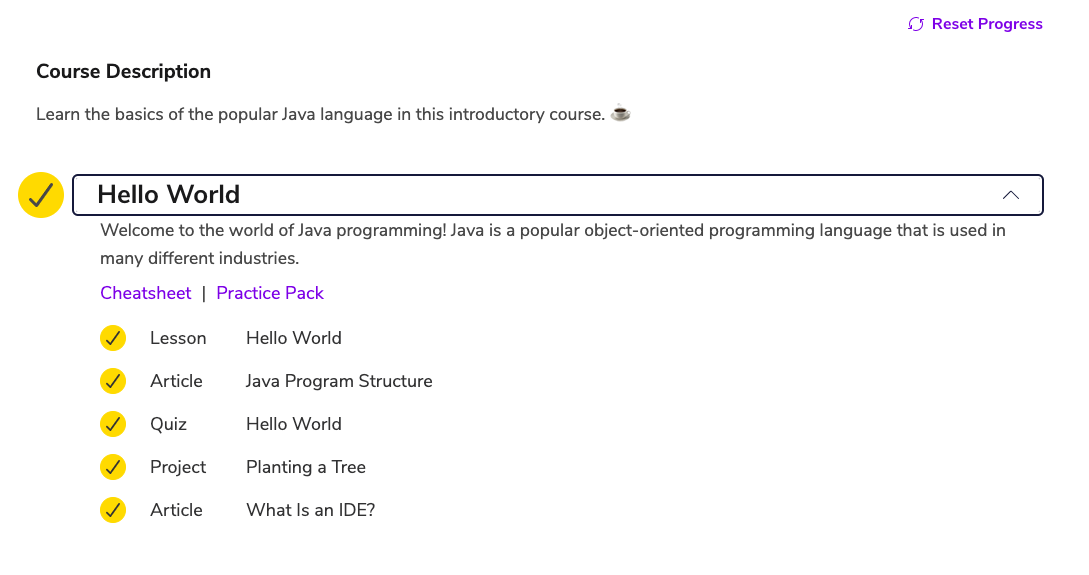 Reset Progress
Course Description
Learn the basics of the popular Java language in this introductory course. ☕
Hello World
Welcome to the world of Java programming! Java is a popular object-oriented programming language that is used in
many different industries.
Cheatsheet | Practice Pack
Lesson Hello World
Article Java Program Structure
Quiz Hello World
Project Planting a Tree
Article What Is an IDE?